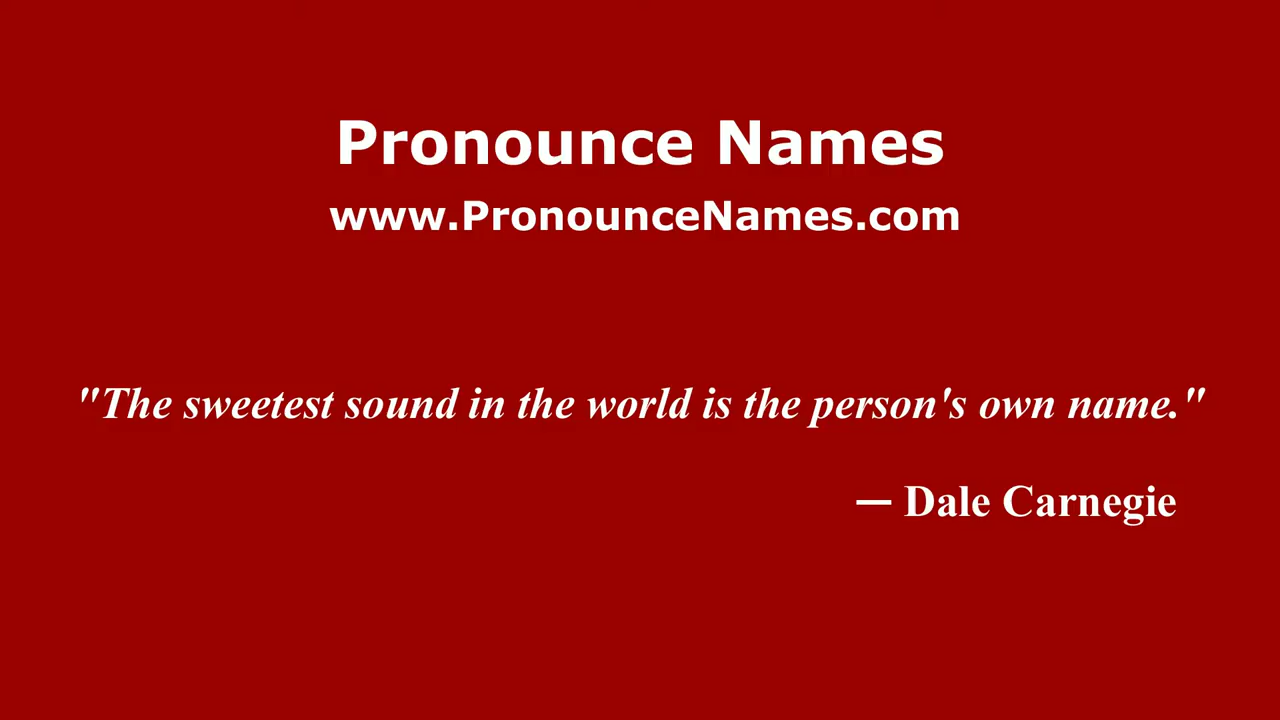 Pronounce Names
www.PronounceNames.com
"The sweetest sound in the world is the person's own name."
— Dale Carnegie